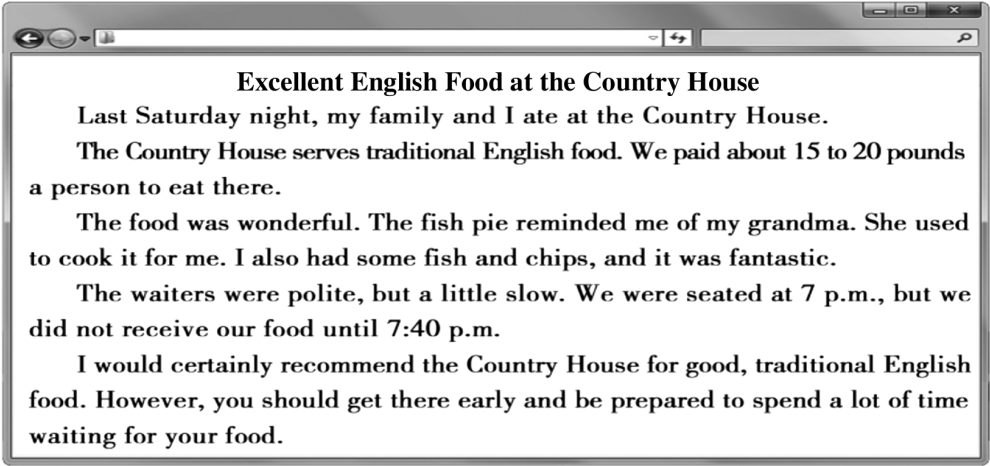 Excellent English Food at the Country House
Last Saturday night, my family and I ate at the Country House.
The Country House serves traditional English food. We paid about 15 to 20 pounds
a person to eat there.
The food was wonderful. The fish pie reminded me of my grandma. She used
to cook it for me. I also had some fish and chips, and it was fantastic.
The waiters were polite, but a little slow. We were seated at 7 p.m., but we
did not receive our food until 7:40 p.m.
I would certainly recommend the Country House for good, traditional English
food. However, you should get there early and be prepared to spend a lot of time
waiting for your food.